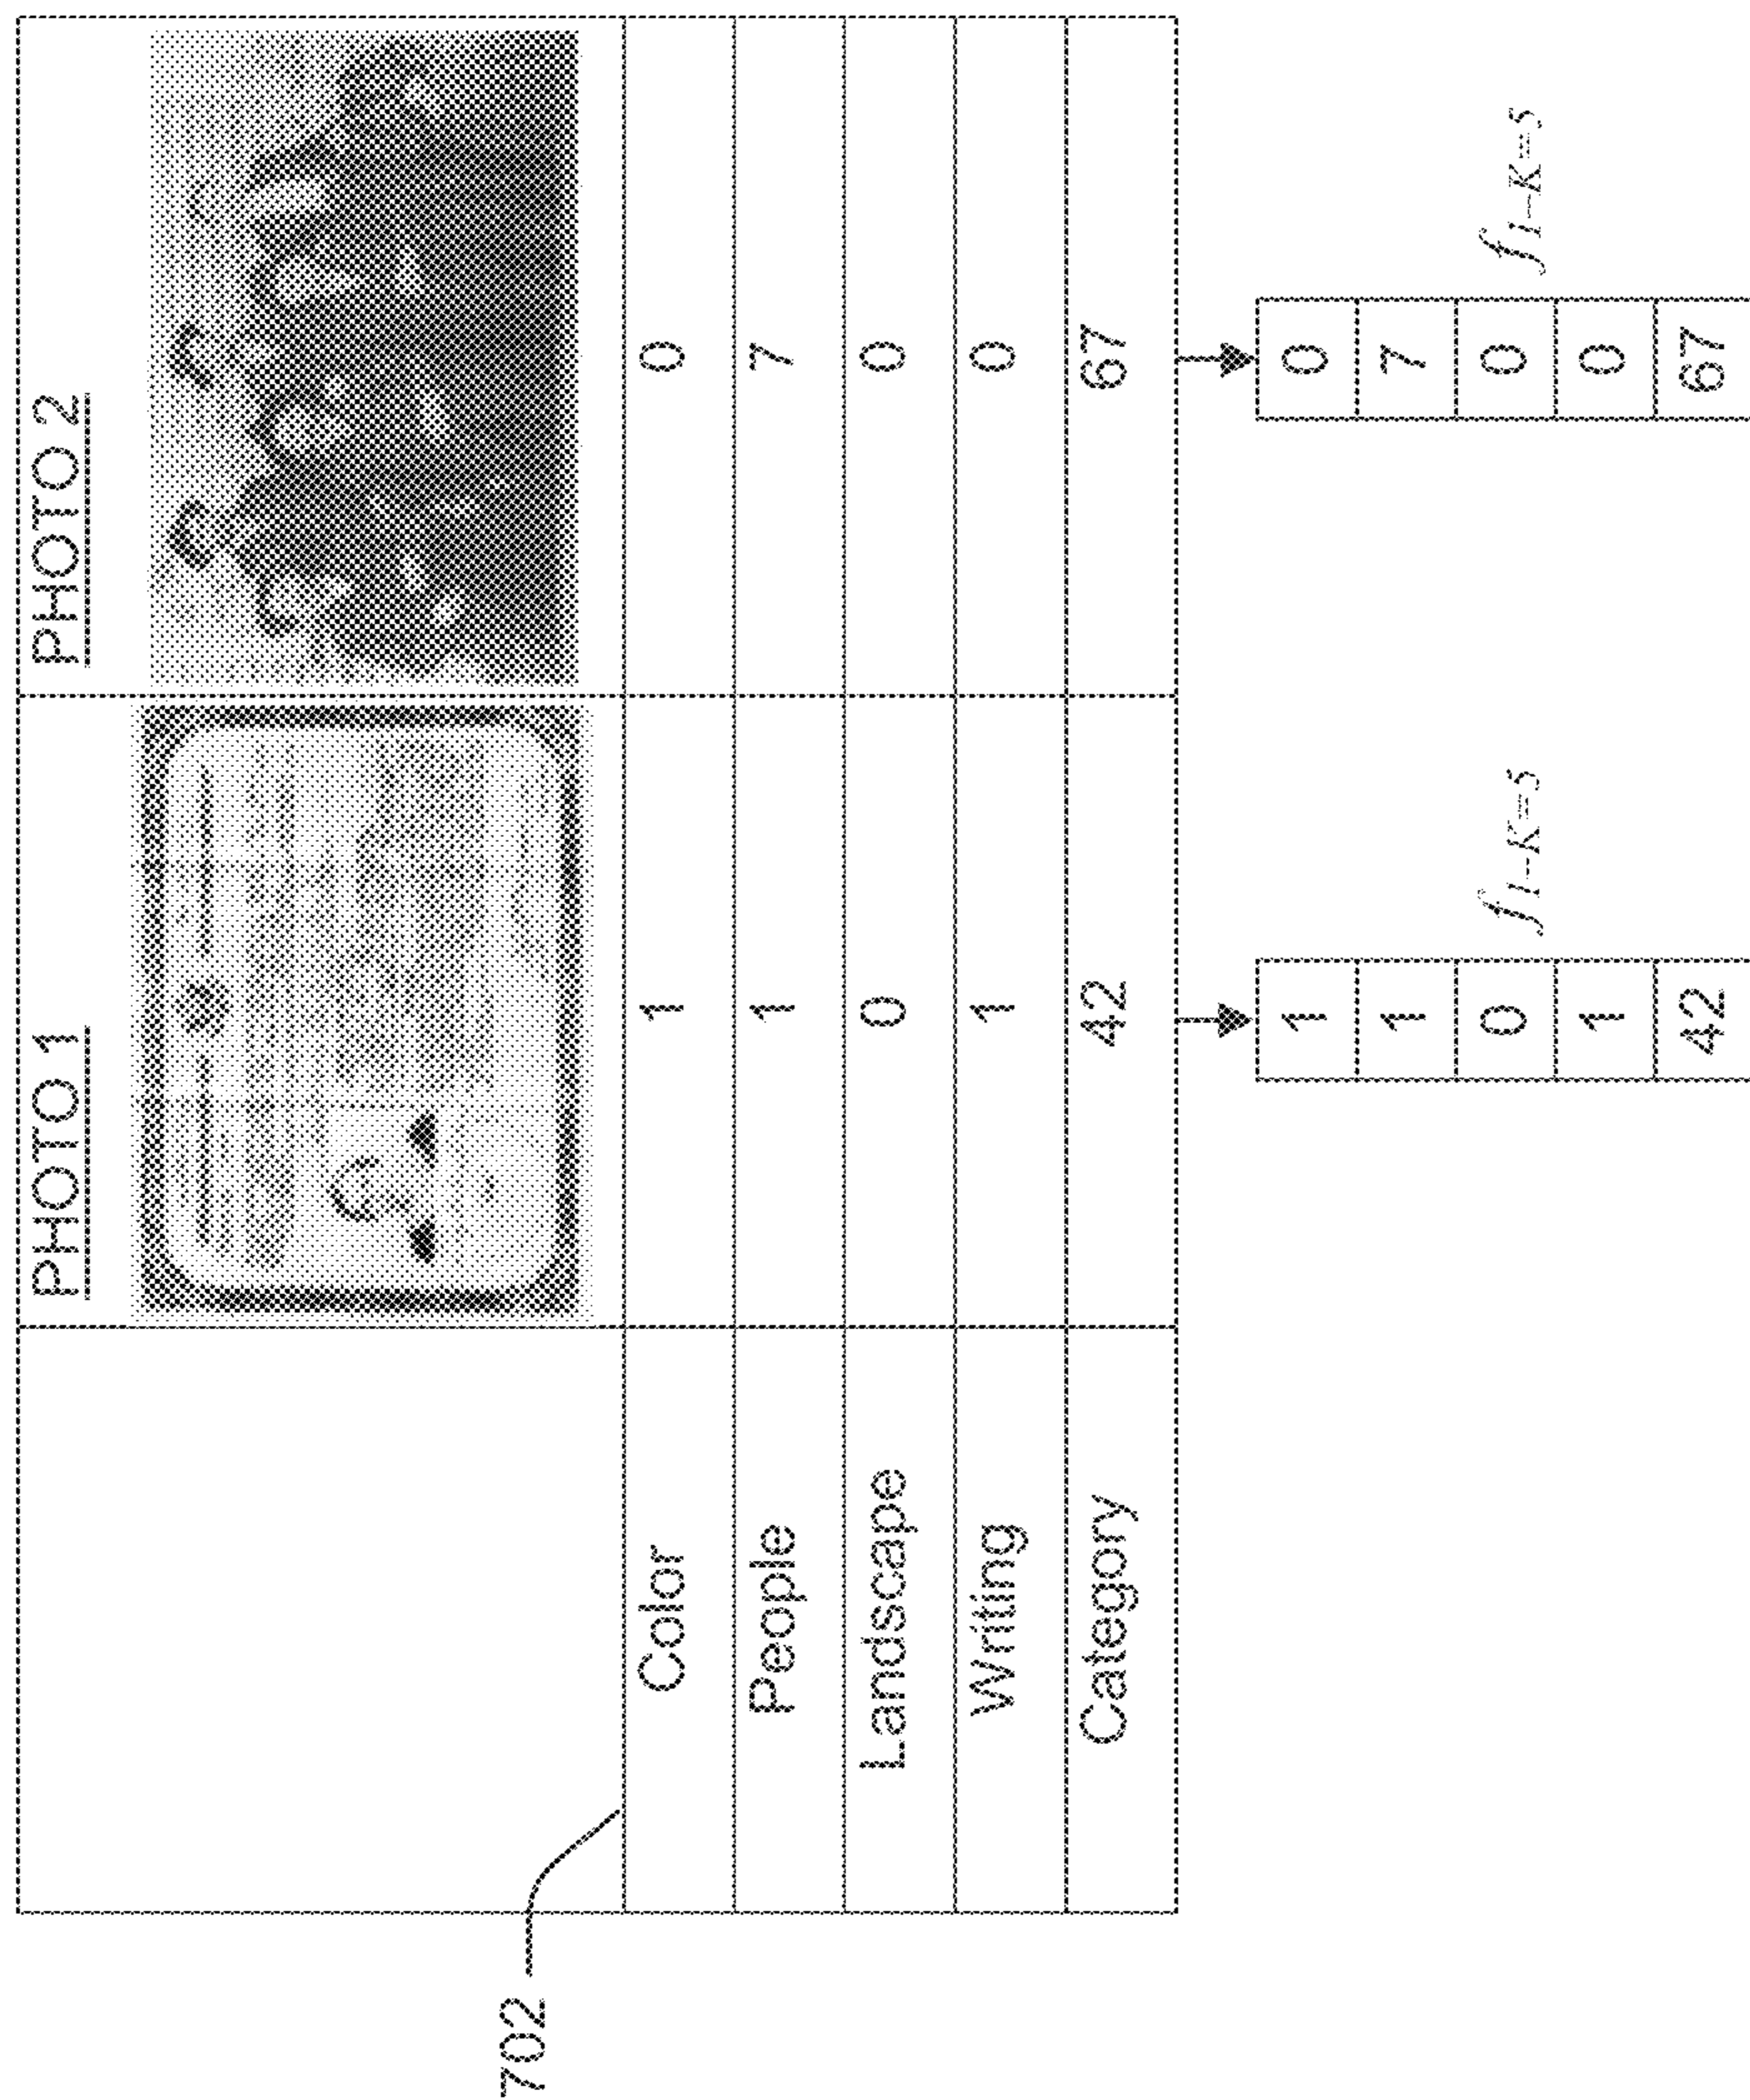 PHOTO 1 PHOTO 2
702
Color 1 0
People 1 7
Landscape 0 0
Writing 1 0
Category 42 67
1 0
1 7
0 0
1 0
42 67
f1-K=5 f1-K=5